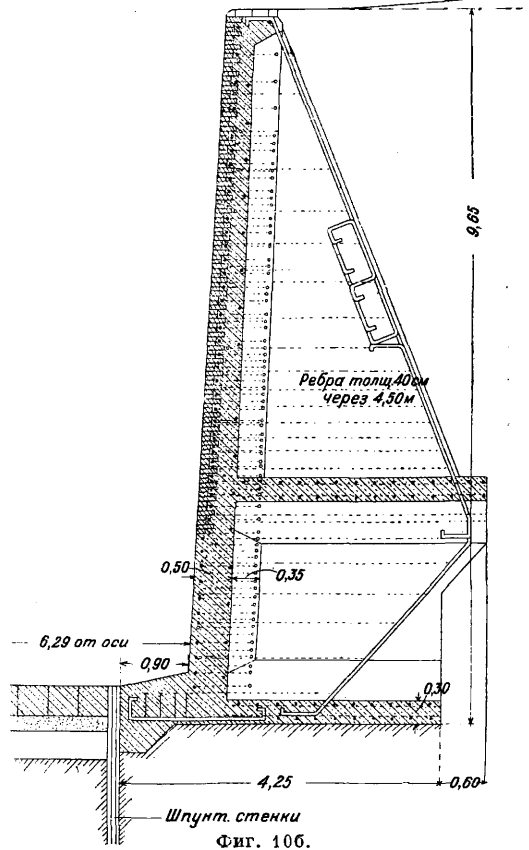 9,65
Ребра толщ.40см
через 4,50м
0,50
0,35
6,29 от оси
0,90
0,30
4,25
0,60
Шпунт. стенки
Фиг. 10б.